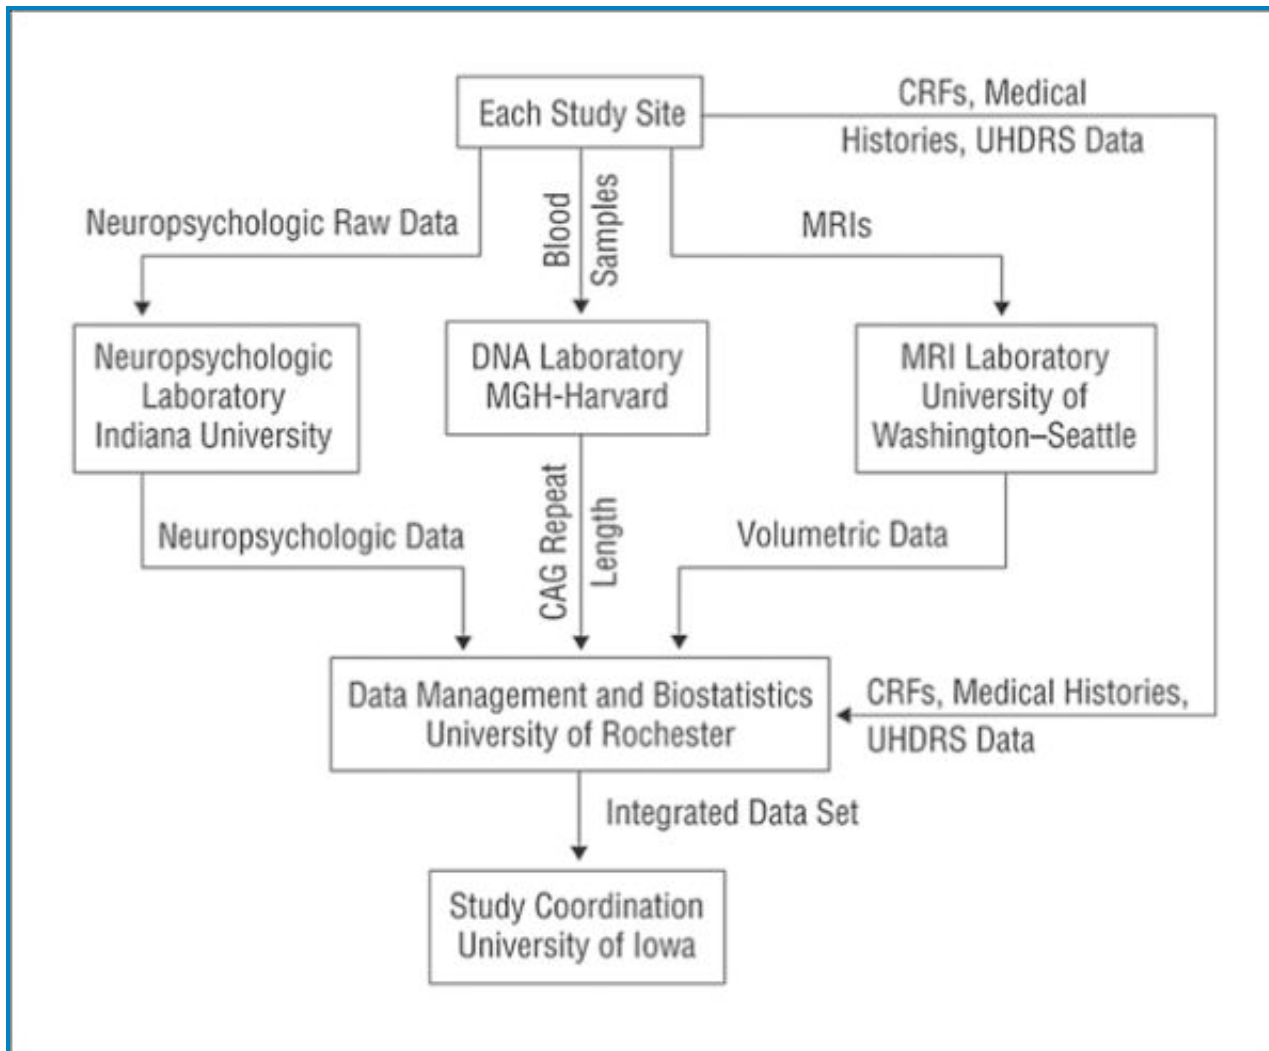 Each Study Site
CRFs, Medical
Histories, UHDRS Data
Neuropsychologic Raw Data
Blood
Samples
MRIs
Neuropsychologic
Laboratory
Indiana University
DNA Laboratory
MGH-Harvard
MRI Laboratory
University of
Washington–Seattle
Neuropsychologic Data
CAG Repeat
Length
Volumetric Data
Data Management and Biostatistics
University of Rochester
CRFs, Medical Histories,
UHDRS Data
Integrated Data Set
Study Coordination
University of Iowa